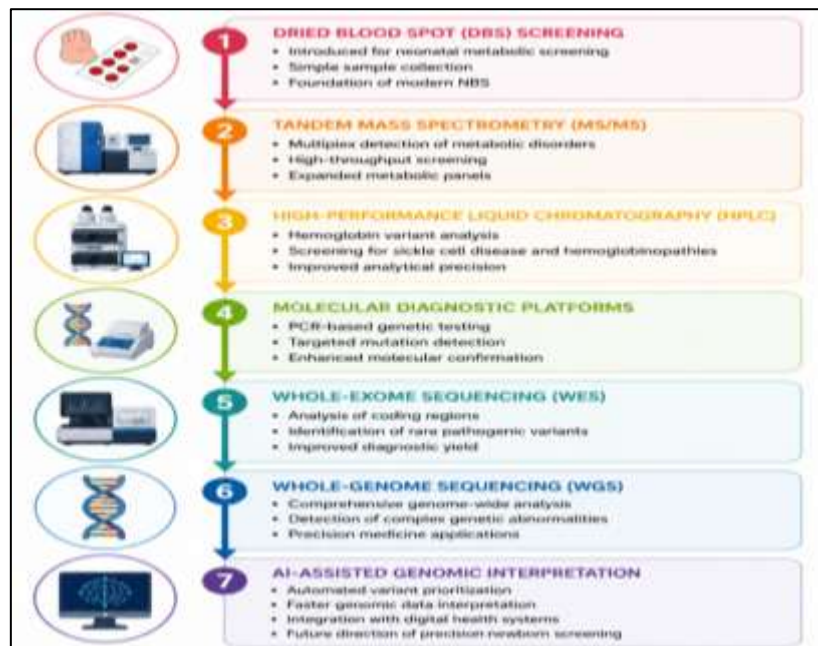 1
DRIED BLOOD SPOT (DBS) SCREENING
• Introduced for neonatal metabolic screening
• Simple sample collection
• Foundation of modern NBS
2
TANDEM MASS SPECTROMETRY (MS/MS)
• Multiplex detection of metabolic disorders
• High-throughput screening
• Expanded metabolic panels
3
HIGH-PERFORMANCE LIQUID CHROMATOGRAPHY (HPLC)
• Hemoglobin variant analysis
• Screening for sickle cell disease and hemoglobinopathies
• Improved analytical precision
4
MOLECULAR DIAGNOSTIC PLATFORMS
• PCR-based genetic testing
• Targeted mutation detection
• Enhanced molecular confirmation
5
WHOLE-EXOME SEQUENCING (WES)
• Analysis of coding regions
• Identification of rare pathogenic variants
• Improved diagnostic yield
6
WHOLE-GENOME SEQUENCING (WGS)
• Comprehensive genome-wide analysis
• Detection of complex genetic abnormalities
• Precision medicine applications
7
AI-ASSISTED GENOMIC INTERPRETATION
• Automated variant prioritization
• Faster genomic data interpretation
• Integration with digital health systems
• Future direction of precision newborn screening